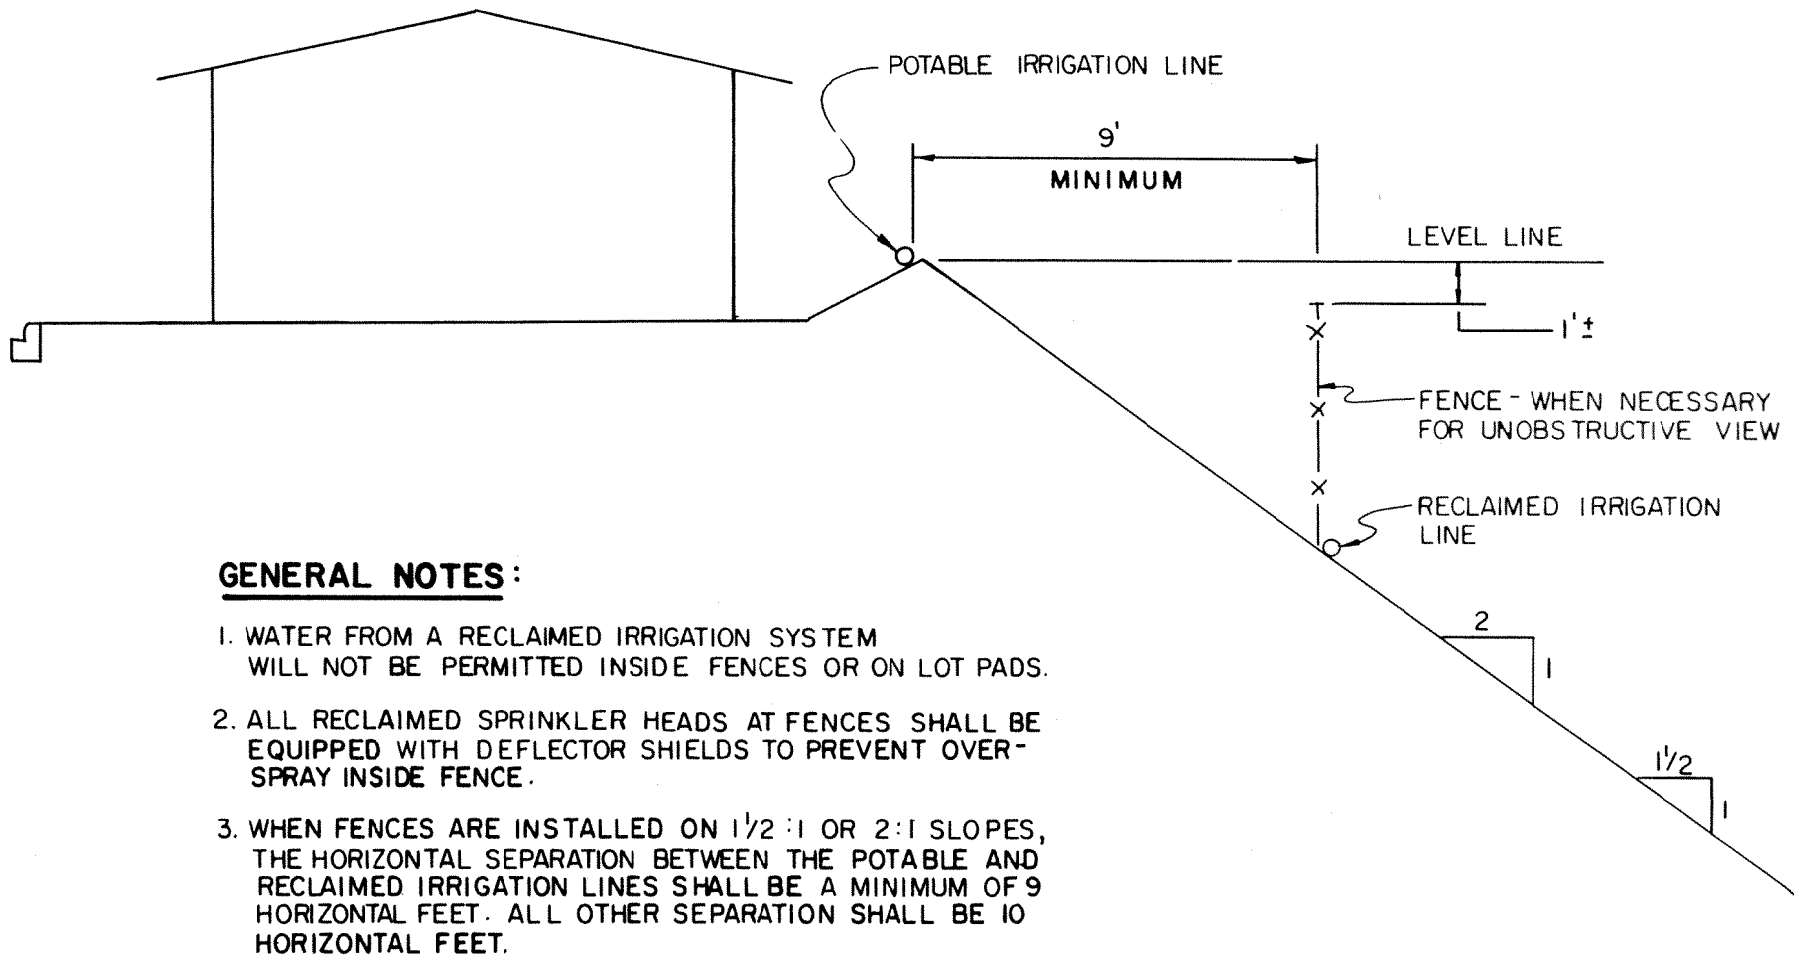 POTABLE IRRIGATION LINE
9'
MINIMUM
LEVEL LINE
1'±
FENCE - WHEN NECESSARY
FOR UNOBSTRUCTIVE VIEW
RECLAIMED IRRIGATION
LINE
2
1
1 1/2
1
GENERAL NOTES:
1. WATER FROM A RECLAIMED IRRIGATION SYSTEM
WILL NOT BE PERMITTED INSIDE FENCES OR ON LOT PADS.
2. ALL RECLAIMED SPRINKLER HEADS AT FENCES SHALL BE
EQUIPPED WITH DEFLECTOR SHIELDS TO PREVENT OVER-
SPRAY INSIDE FENCE.
3. WHEN FENCES ARE INSTALLED ON 1 1/2 :1 OR 2:1 SLOPES,
THE HORIZONTAL SEPARATION BETWEEN THE POTABLE AND
RECLAIMED IRRIGATION LINES SHALL BE A MINIMUM OF 9
HORIZONTAL FEET. ALL OTHER SEPARATION SHALL BE 10
HORIZONTAL FEET.